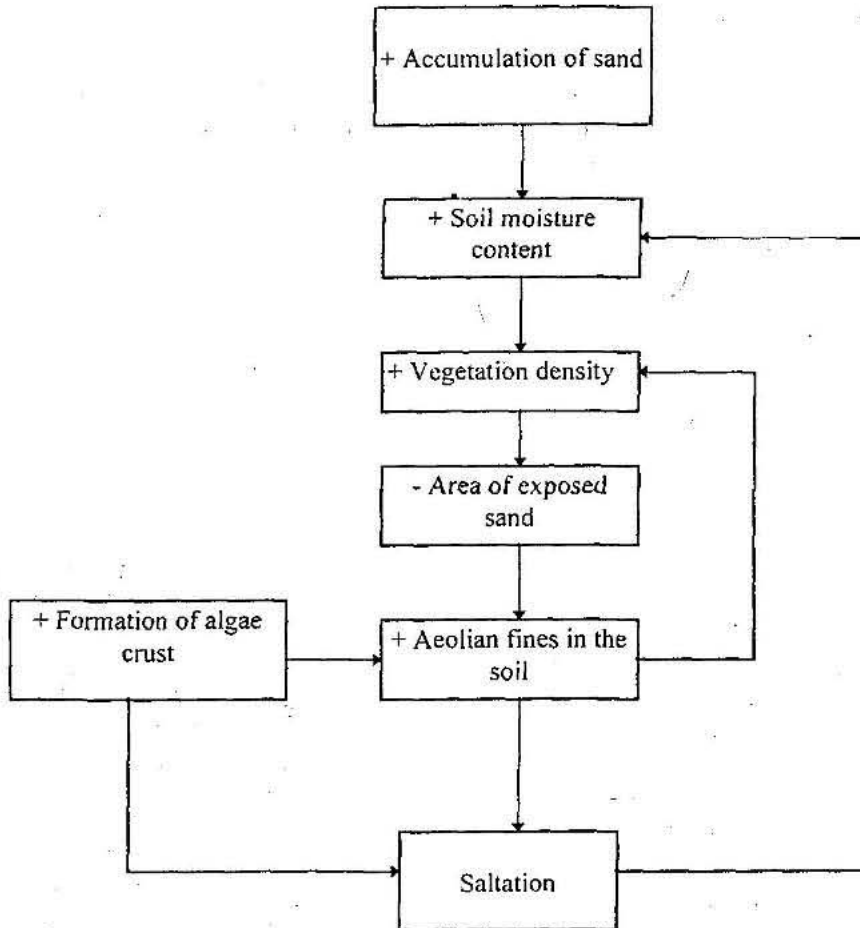 + Accumulation of sand
+ Soil moisture
content
+ Vegetation density
- Area of exposed
sand
+ Formation of algae
crust
+ Aeolian fines in the
soil
Saltation